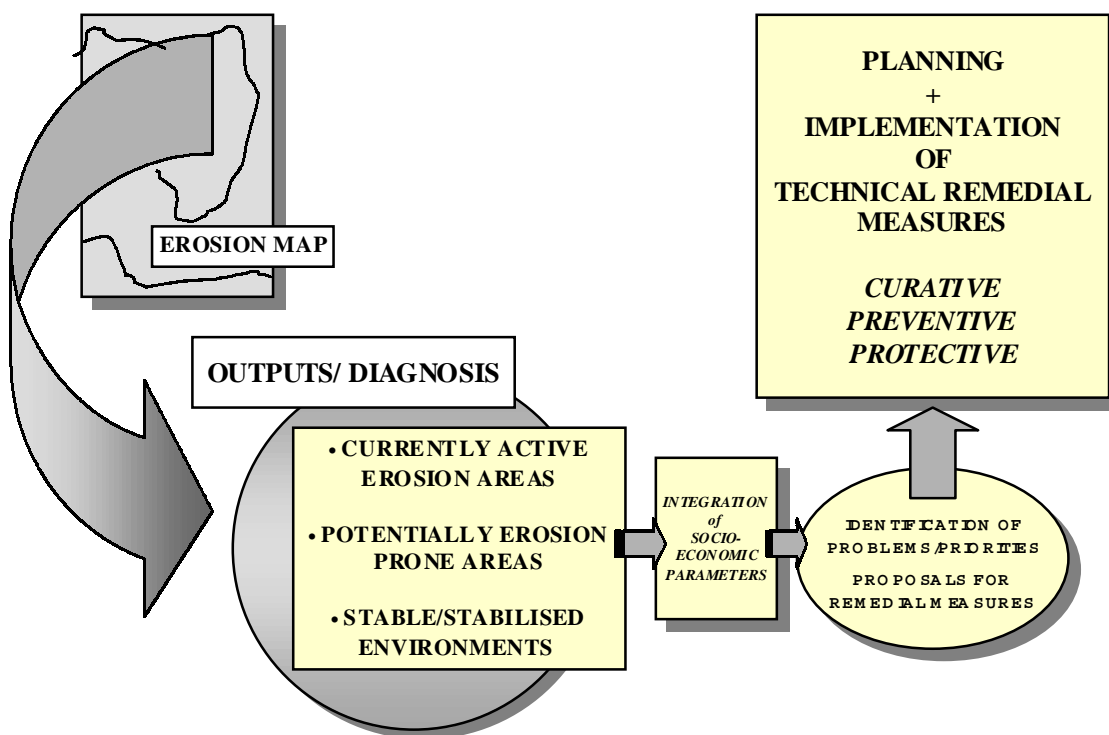 EROSION MAP
OUTPUTS/ DIAGNOSIS
• CURRENTLY ACTIVE
EROSION AREAS
• POTENTIALLY EROSION
PRONE AREAS
• STABLE/STABILISED
ENVIRONMENTS
INTEGRATION
of
SOCIO-
ECONOMIC
PARAMETERS
IDENTIFICATION OF
PROBLEMS/PRIORITIES
PROPOSALS FOR
REMEDIAL MEASURES
PLANNING
+
IMPLEMENTATION
OF
TECHNICAL REMEDIAL
MEASURES
CURATIVE
PREVENTIVE
PROTECTIVE